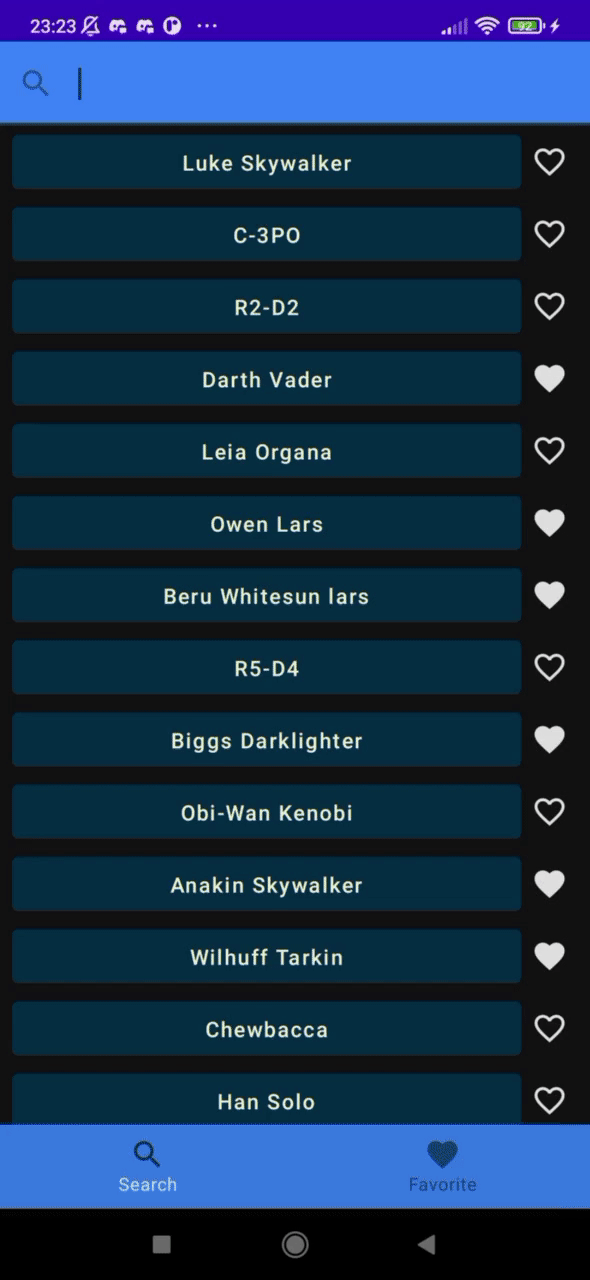 23:23 92
Luke Skywalker
C-3PO
R2-D2
Darth Vader
Leia Organa
Owen Lars
Beru Whitesun lars
R5-D4
Biggs Darklighter
Obi-Wan Kenobi
Anakin Skywalker
Wilhuff Tarkin
Chewbacca
Han Solo
Search Favorite